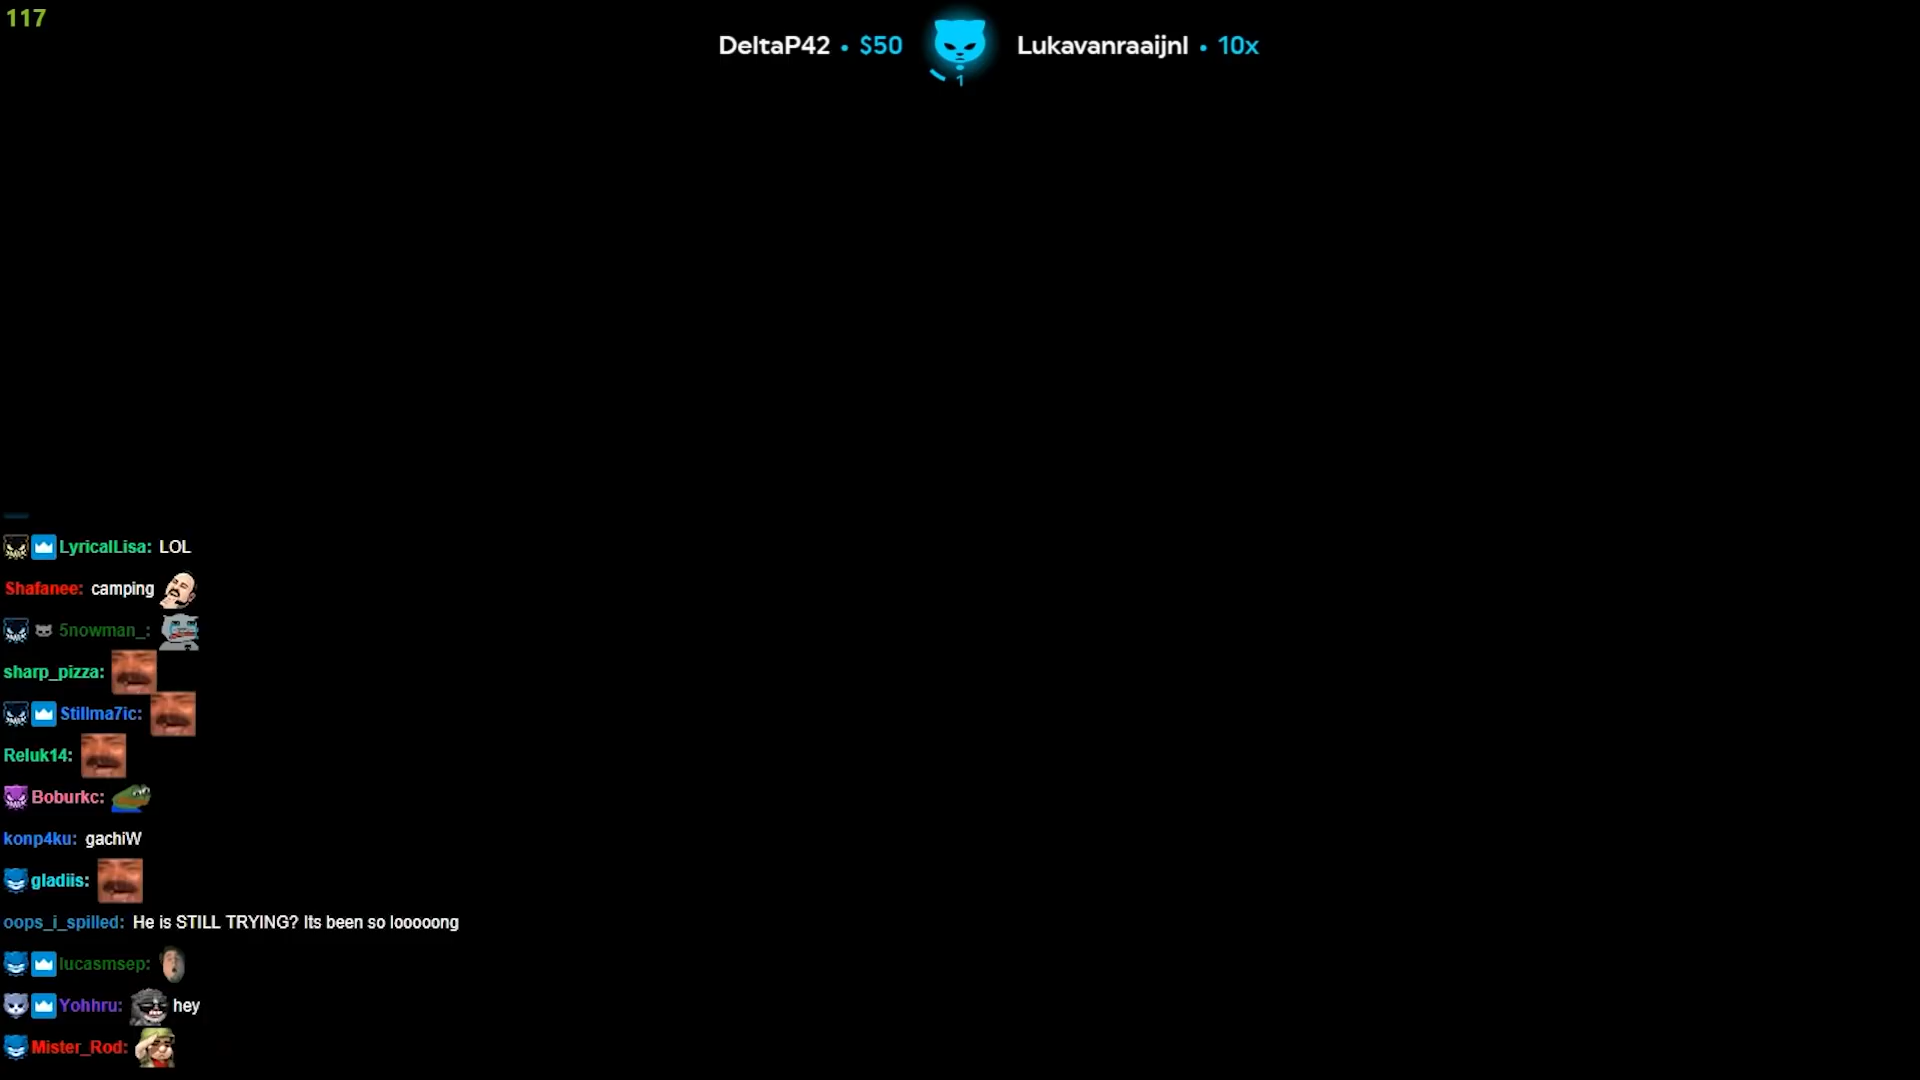 117
DeltaP42 • $50
1
Lukavanraaijnl • 10x
LyricalLisa: LOL
Shafanee: camping
5nowman_:
sharp_pizza:
Stillma7ic:
Reluk14:
Boburkc:
konp4ku: gachiW
gladiis:
oops_i_spilled: He is STILL TRYING? Its been so looooong
lucasmsep:
Yohhru: hey
Mister_Rod: